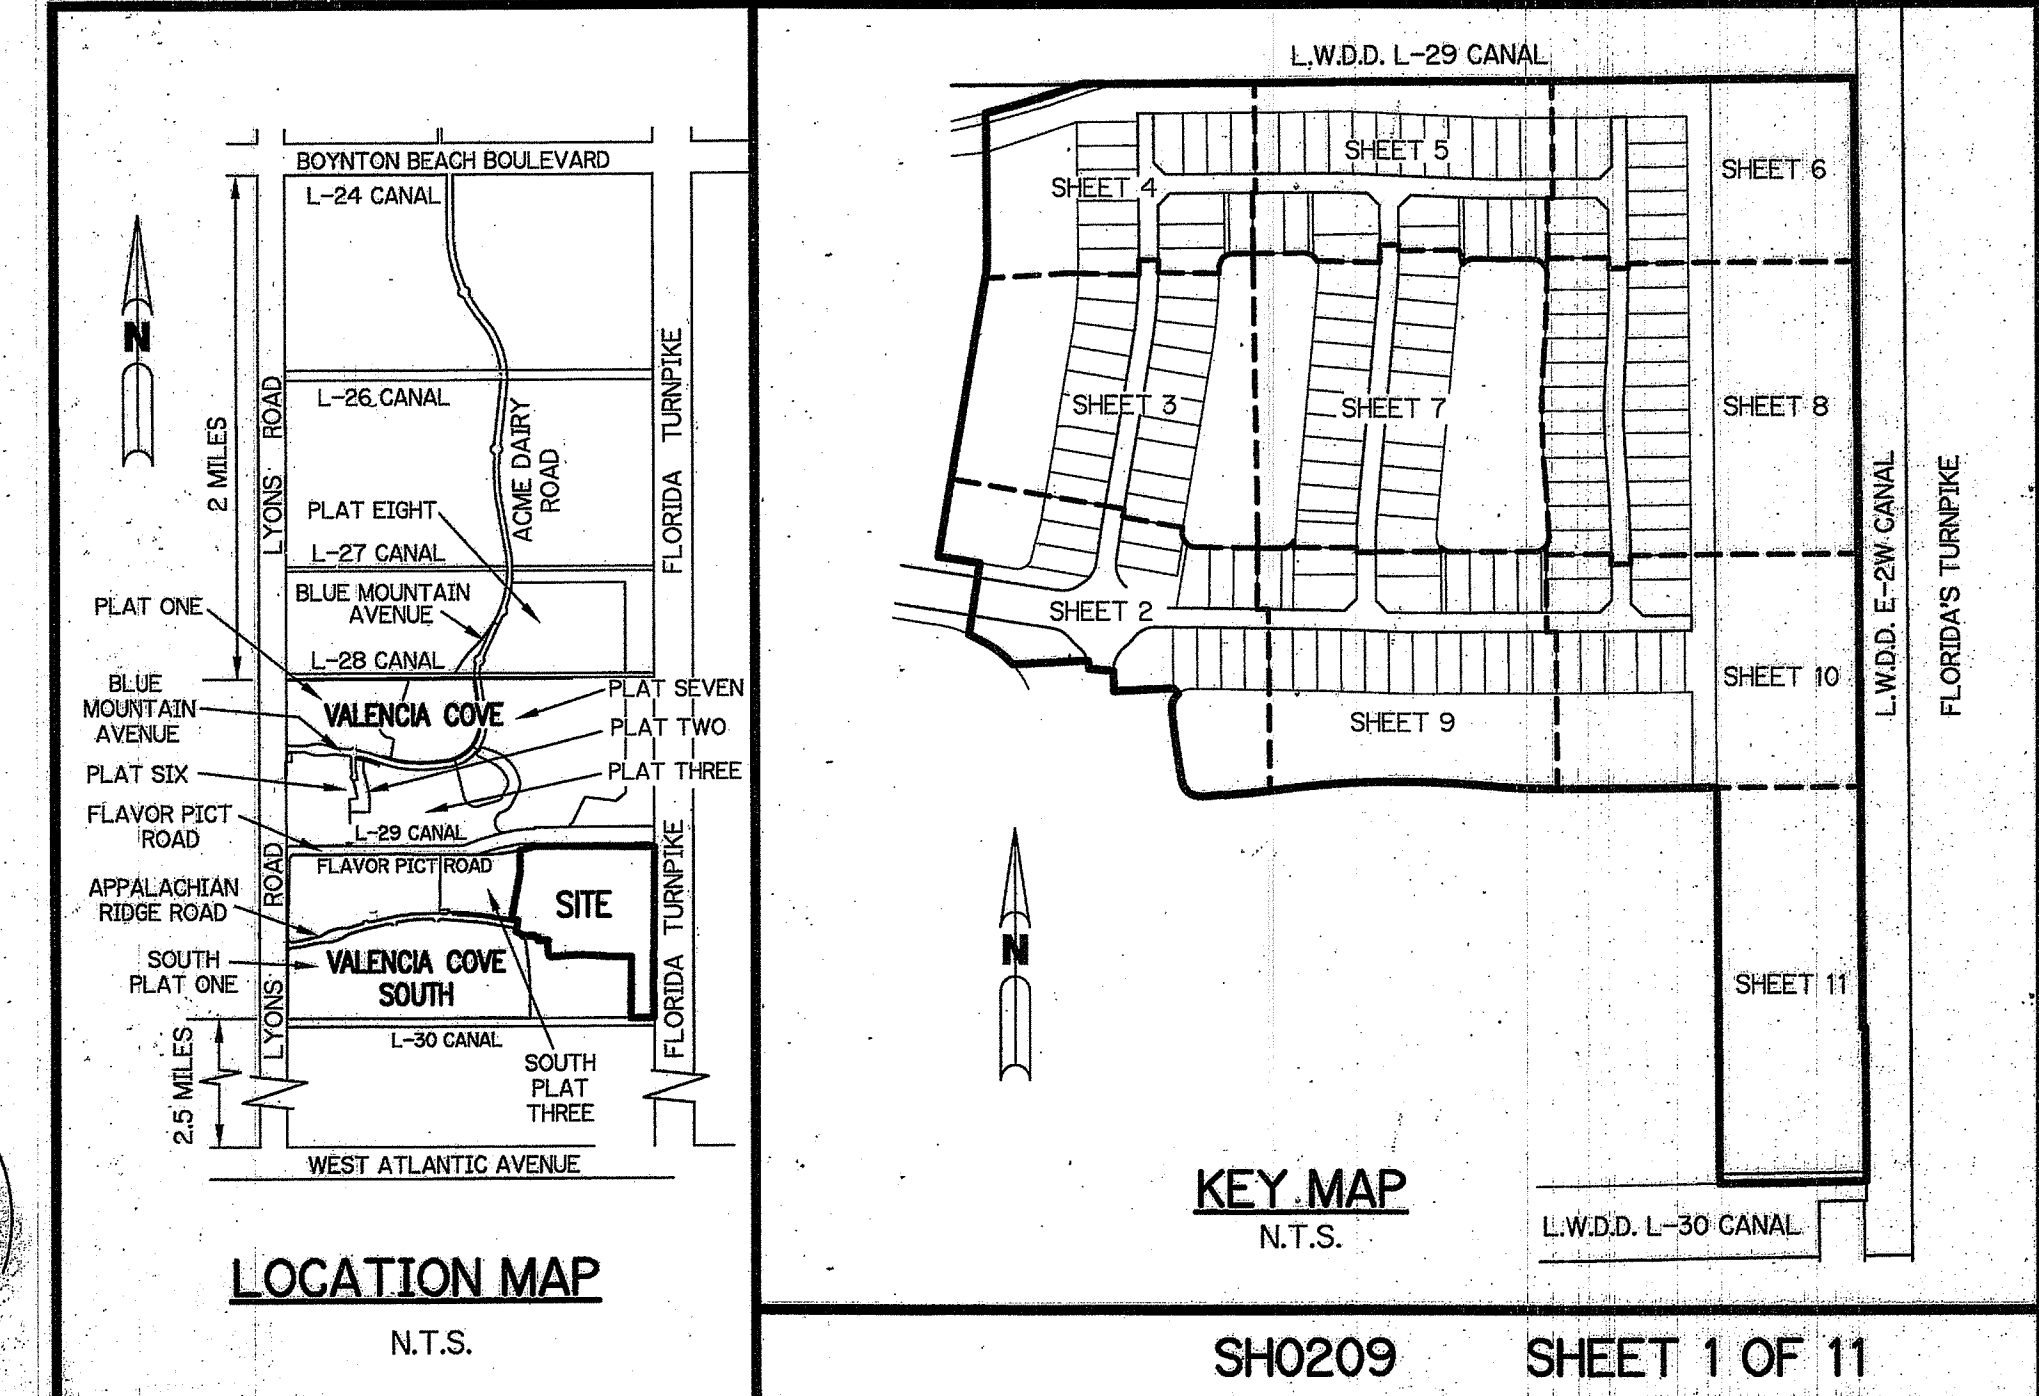 BOYNTON BEACH BOULEVARD
L-24 CANAL
N
L-26 CANAL
LYONS ROAD
2 MILES
ACME DAIRY
ROAD
FLORIDA TURNPIKE
PLAT EIGHT
L-27 CANAL
BLUE MOUNTAIN
AVENUE
PLAT ONE
L-28 CANAL
BLUE
MOUNTAIN
AVENUE
VALENCIA COVE
PLAT SEVEN
PLAT TWO
PLAT SIX
PLAT THREE
FLAVOR PICT
ROAD
L-29 CANAL
FLAVOR PICT ROAD
APPALACHIAN
RIDGE ROAD
SITE
SOUTH
PLAT ONE
VALENCIA COVE
SOUTH
LYONS ROAD
FLORIDA TURNPIKE
L-30 CANAL
2.5 MILES
SOUTH
PLAT
THREE
WEST ATLANTIC AVENUE
LOCATION MAP
N.T.S.
L.W.D.D. L-29 CANAL
SHEET 5
SHEET 6
SHEET 4
SHEET 3
SHEET 7
SHEET 8
L.W.D.D. E-2W CANAL
FLORIDA'S TURNPIKE
SHEET 2
SHEET 10
SHEET 9
N
SHEET 11
KEY MAP
N.T.S.
L.W.D.D. L-30 CANAL
SH0209 SHEET 1 OF 11